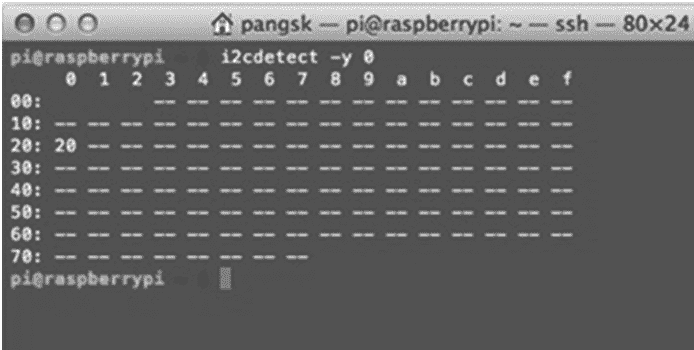 pangsk — pi@raspberrypi: ~ — ssh — 80×24
pi@raspberrypi ~ $ i2cdetect -y 0
     0  1  2  3  4  5  6  7  8  9  a  b  c  d  e  f
00:          -- -- -- -- -- -- -- -- -- -- -- -- --
10: -- -- -- -- -- -- -- -- -- -- -- -- -- -- -- --
20: 20 -- -- -- -- -- -- -- -- -- -- -- -- -- -- --
30: -- -- -- -- -- -- -- -- -- -- -- -- -- -- -- --
40: -- -- -- -- -- -- -- -- -- -- -- -- -- -- -- --
50: -- -- -- -- -- -- -- -- -- -- -- -- -- -- -- --
60: -- -- -- -- -- -- -- -- -- -- -- -- -- -- -- --
70: -- -- -- -- -- -- -- --
pi@raspberrypi ~ $